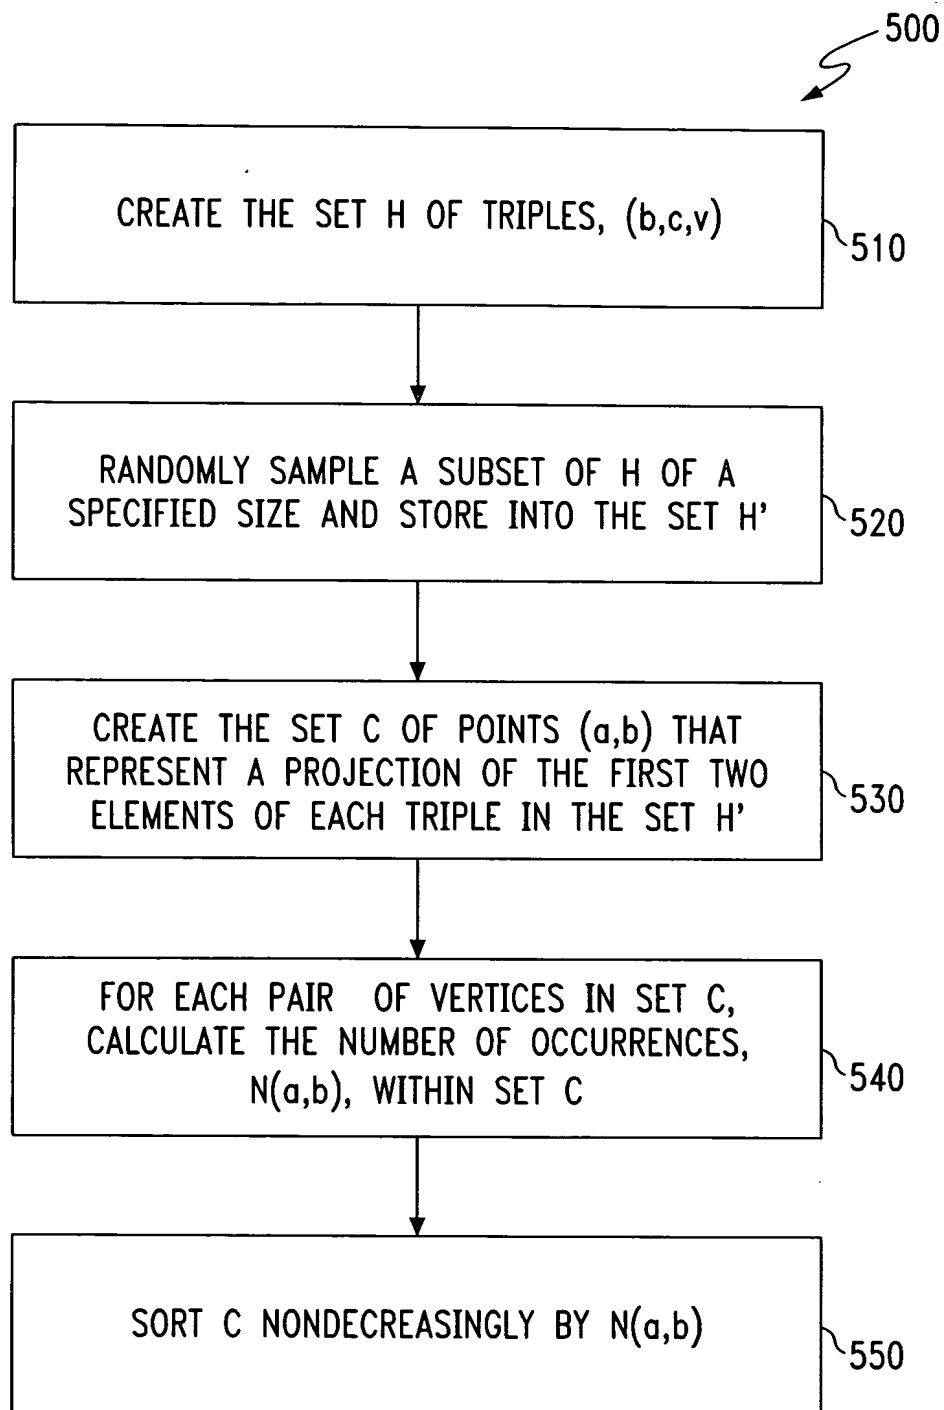 500
CREATE THE SET H OF TRIPLES, (b,c,v)
510
RANDOMLY SAMPLE A SUBSET OF H OF A
SPECIFIED SIZE AND STORE INTO THE SET H'
520
CREATE THE SET C OF POINTS (a,b) THAT
REPRESENT A PROJECTION OF THE FIRST TWO
ELEMENTS OF EACH TRIPLE IN THE SET H'
530
FOR EACH PAIR OF VERTICES IN SET C,
CALCULATE THE NUMBER OF OCCURRENCES,
N(a,b), WITHIN SET C
540
SORT C NONDECREASINGLY BY N(a,b)
550